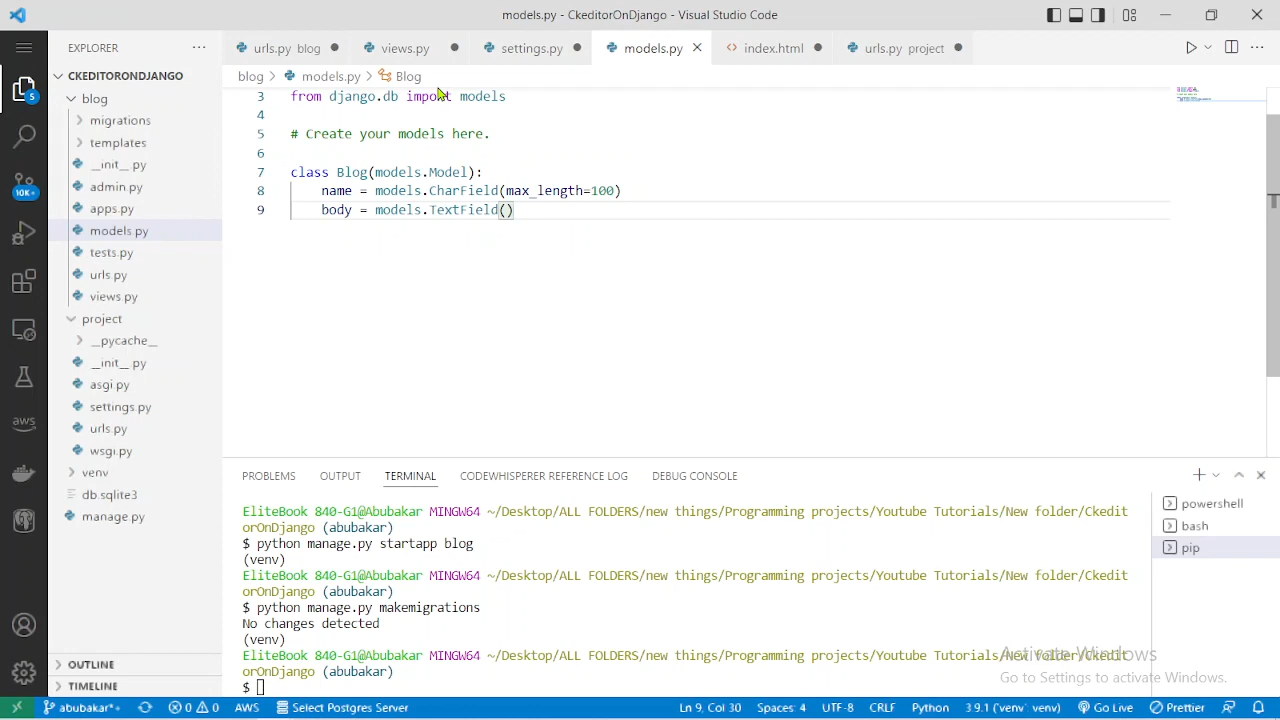 models.py - CkeditorOnDjango - Visual Studio Code
EXPLORER
urls.py blog
views.py
settings.py
models.py
index.html
urls.py project
CKEDITORONDJANGO
blog > models.py > Blog
blog
migrations
templates
__init__.py
admin.py
apps.py
models.py
tests.py
urls.py
views.py
project
__pycache__
__init__.py
asgi.py
settings.py
urls.py
wsgi.py
venv
db.sqlite3
manage.py
OUTLINE
TIMELINE
5
10K+
aws
3 from django.db import models
4
5 # Create your models here.
6
7 class Blog(models.Model):
8 name = models.CharField(max_length=100)
9 body = models.TextField()
PROBLEMS OUTPUT TERMINAL CODEWHISPERER REFERENCE LOG DEBUG CONSOLE
EliteBook 840-G1@Abubakar MINGW64 ~/Desktop/ALL FOLDERS/new things/Programming projects/Youtube Tutorials/New folder/Ckedit
orOnDjango (abubakar)
$ python manage.py startapp blog
(venv)
EliteBook 840-G1@Abubakar MINGW64 ~/Desktop/ALL FOLDERS/new things/Programming projects/Youtube Tutorials/New folder/Ckedit
orOnDjango (abubakar)
$ python manage.py makemigrations
No changes detected
(venv)
EliteBook 840-G1@Abubakar MINGW64 ~/Desktop/ALL FOLDERS/new things/Programming projects/Youtube Tutorials/New folder/Ckedit
orOnDjango (abubakar)
$
powershell
bash
pip
Activate Windows
Go to Settings to activate Windows.
abubakar*+ 0 0 AWS Select Postgres Server Ln 9, Col 30 Spaces: 4 UTF-8 CRLF Python 3.9.1 ('venv': venv) Go Live Prettier